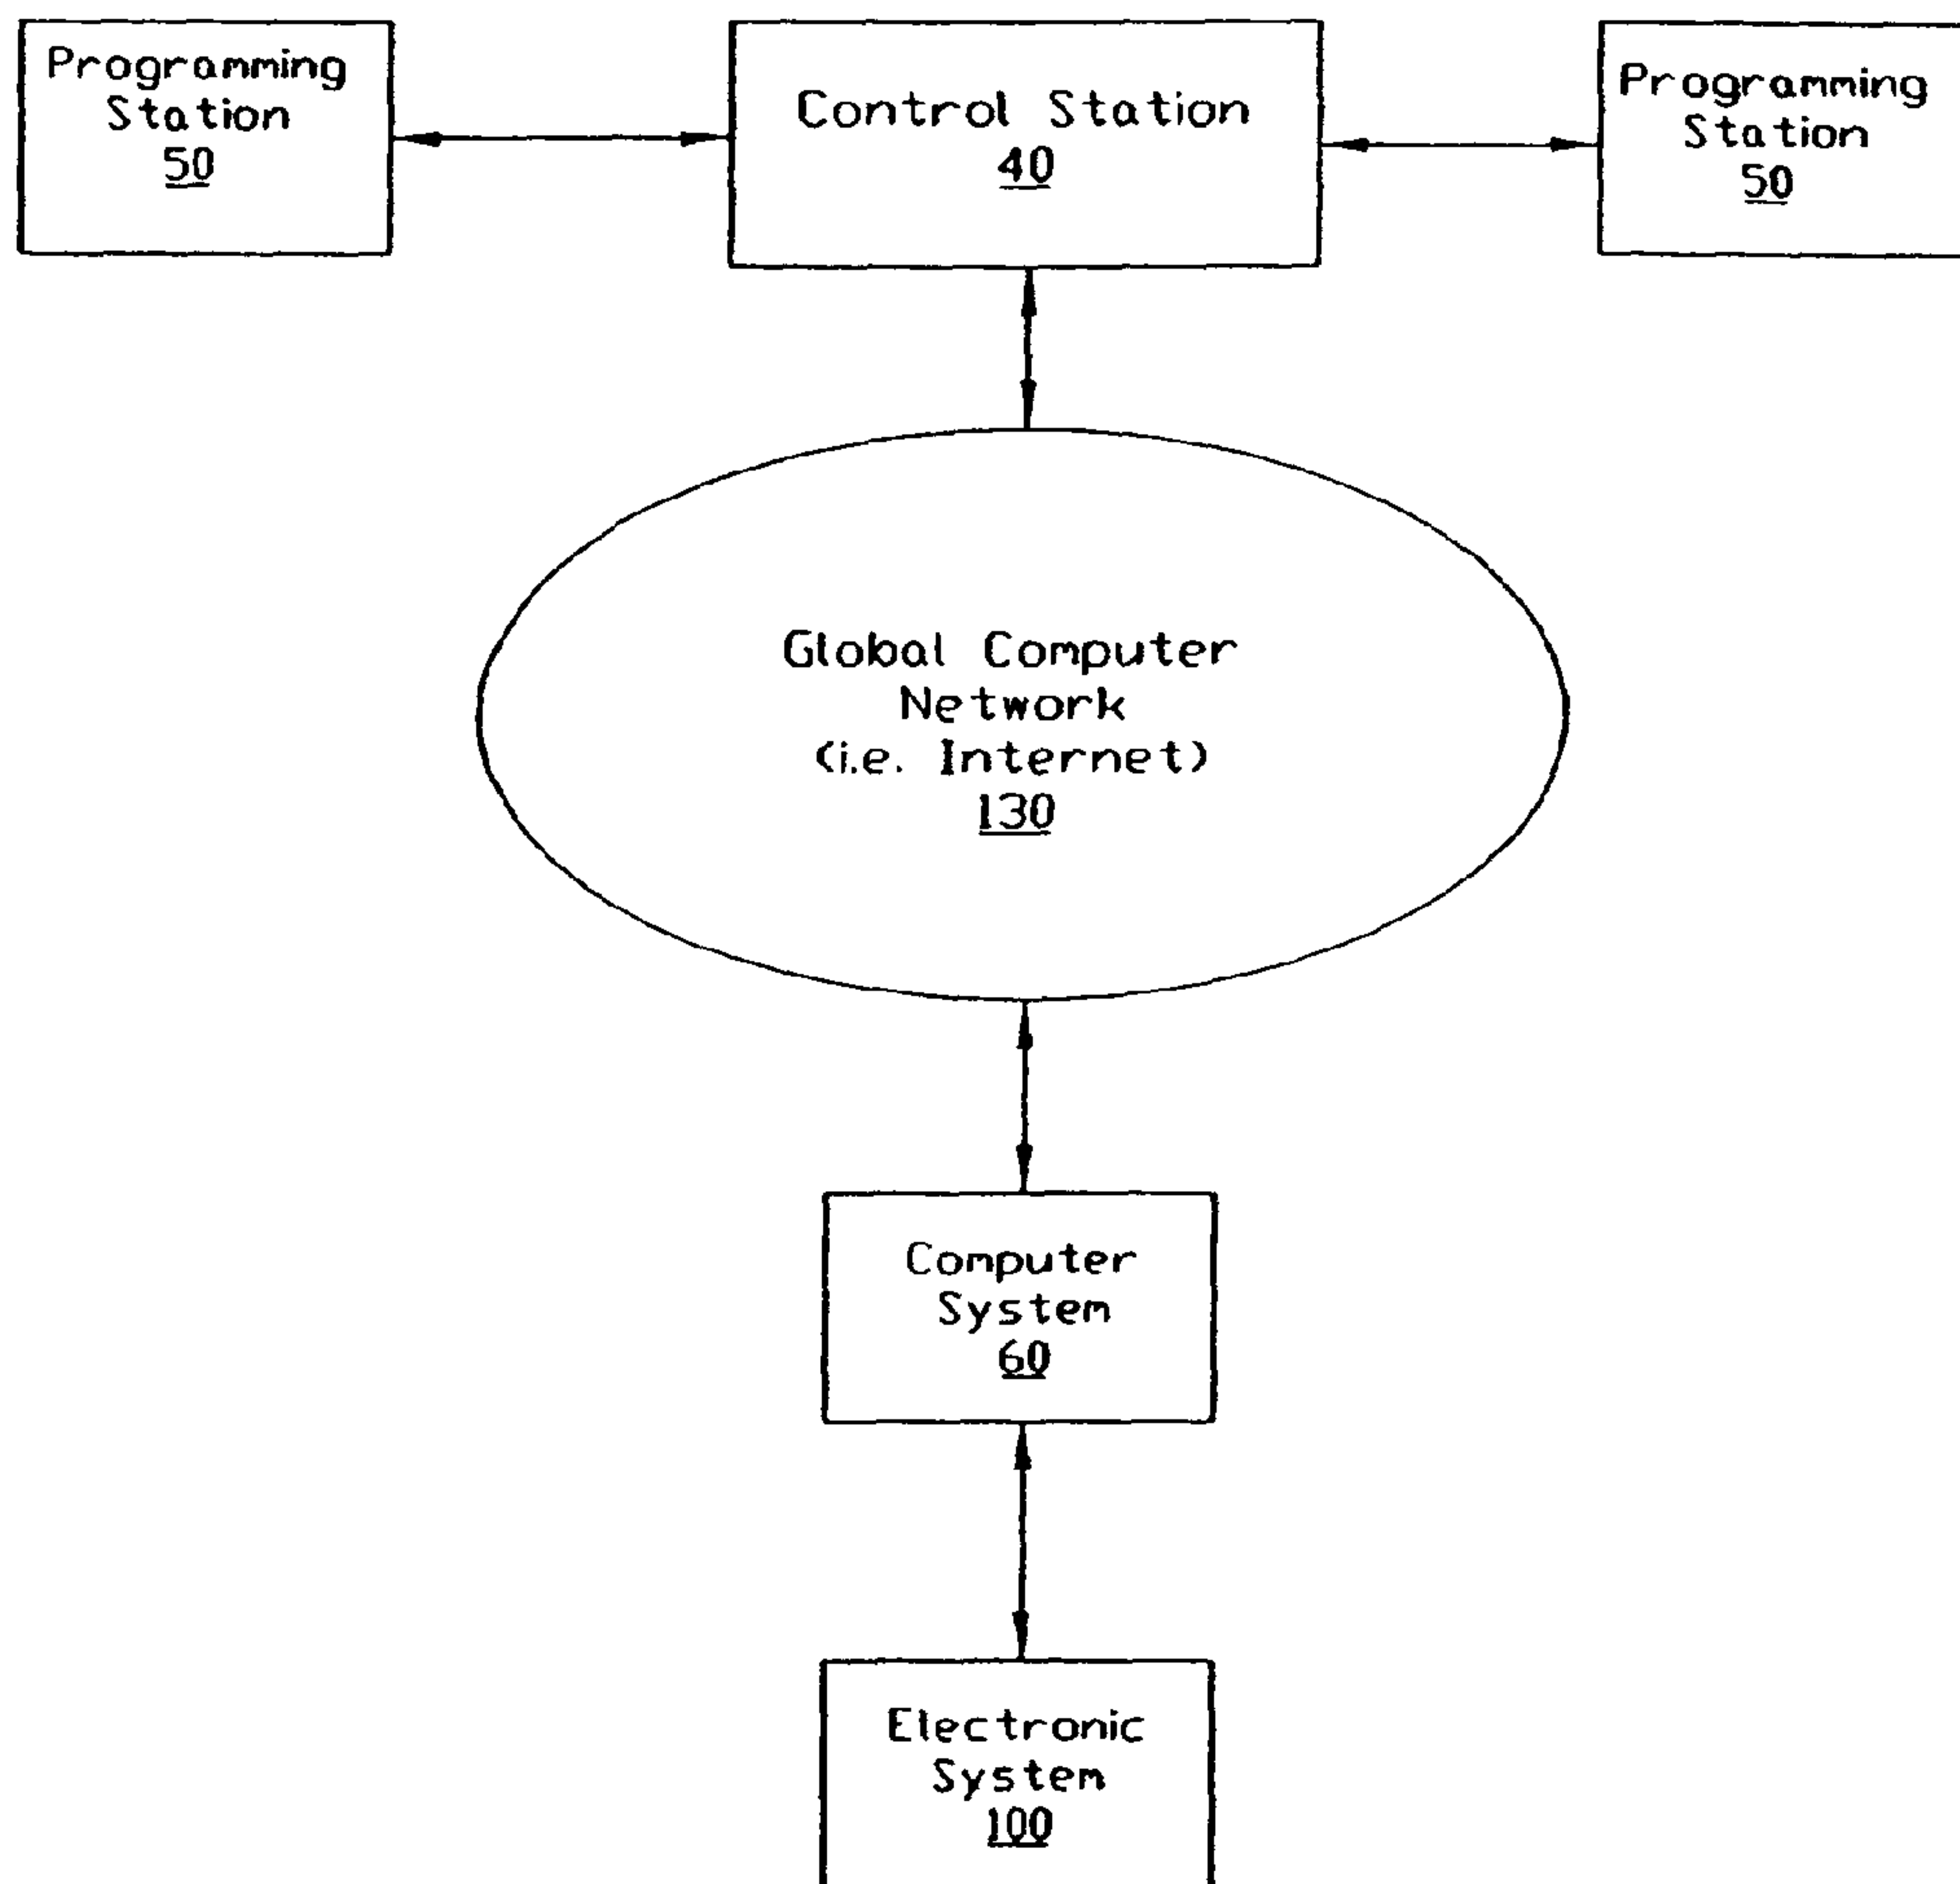 Programming
Station
50
Control Station
40
Programming
Station
50
Global Computer
Network
(i.e. Internet)
130
Computer
System
60
Electronic
System
100